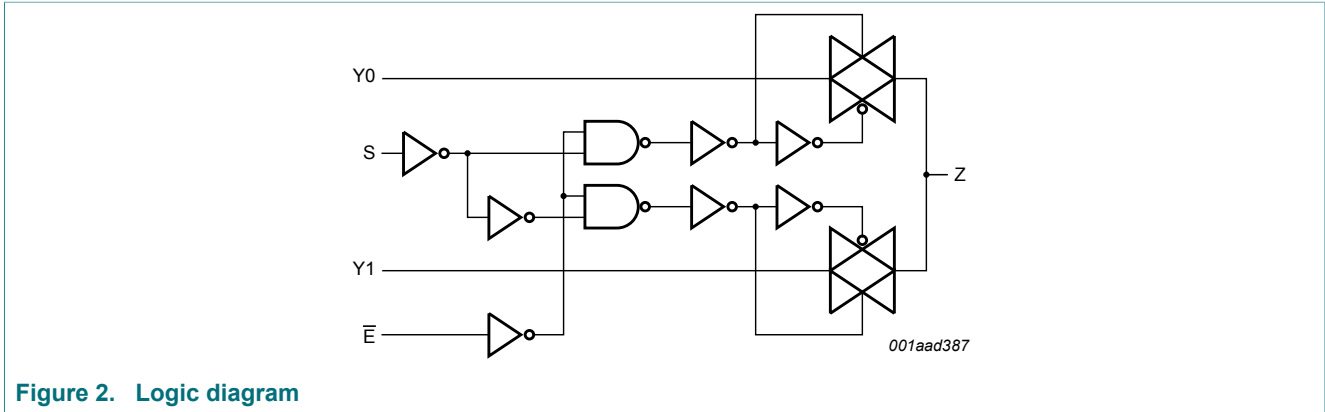 Y0
S
Z
Y1
E̅
001aad387
Figure 2. Logic diagram